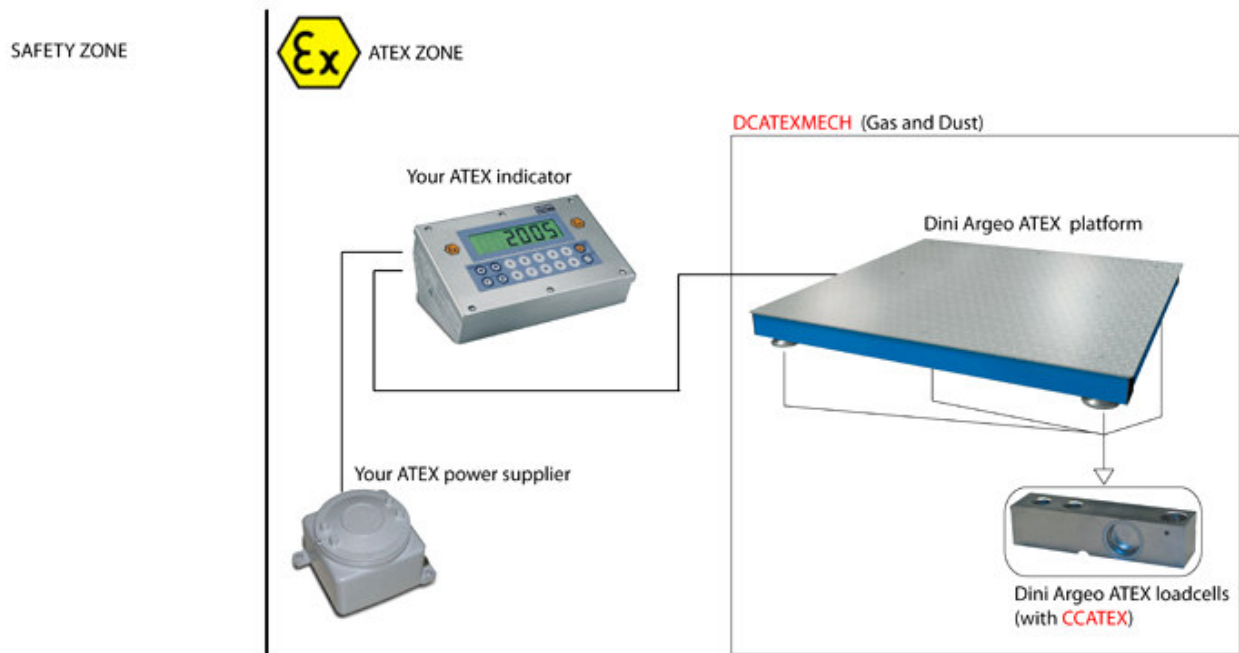 SAFETY ZONE
Ex
ATEX ZONE
DCATEXMECH (Gas and Dust)
Your ATEX indicator
2005
Dini Argeo ATEX platform
Your ATEX power supplier
Dini Argeo ATEX loadcells
(with CCATEX)